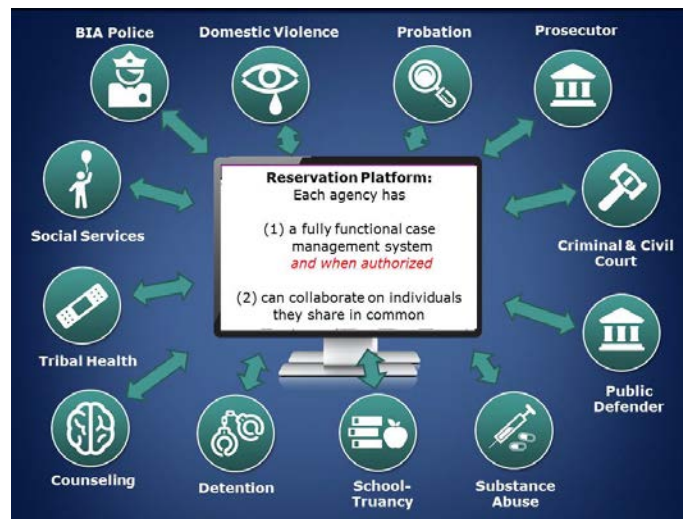 BIA Police
Domestic Violence
Probation
Prosecutor
Reservation Platform:
Each agency has
(1) a fully functional case
management system
and when authorized
(2) can collaborate on individuals
they share in common
Social Services
Criminal & Civil
Court
Tribal Health
Public
Defender
Counseling
Detention
School-
Truancy
Substance
Abuse